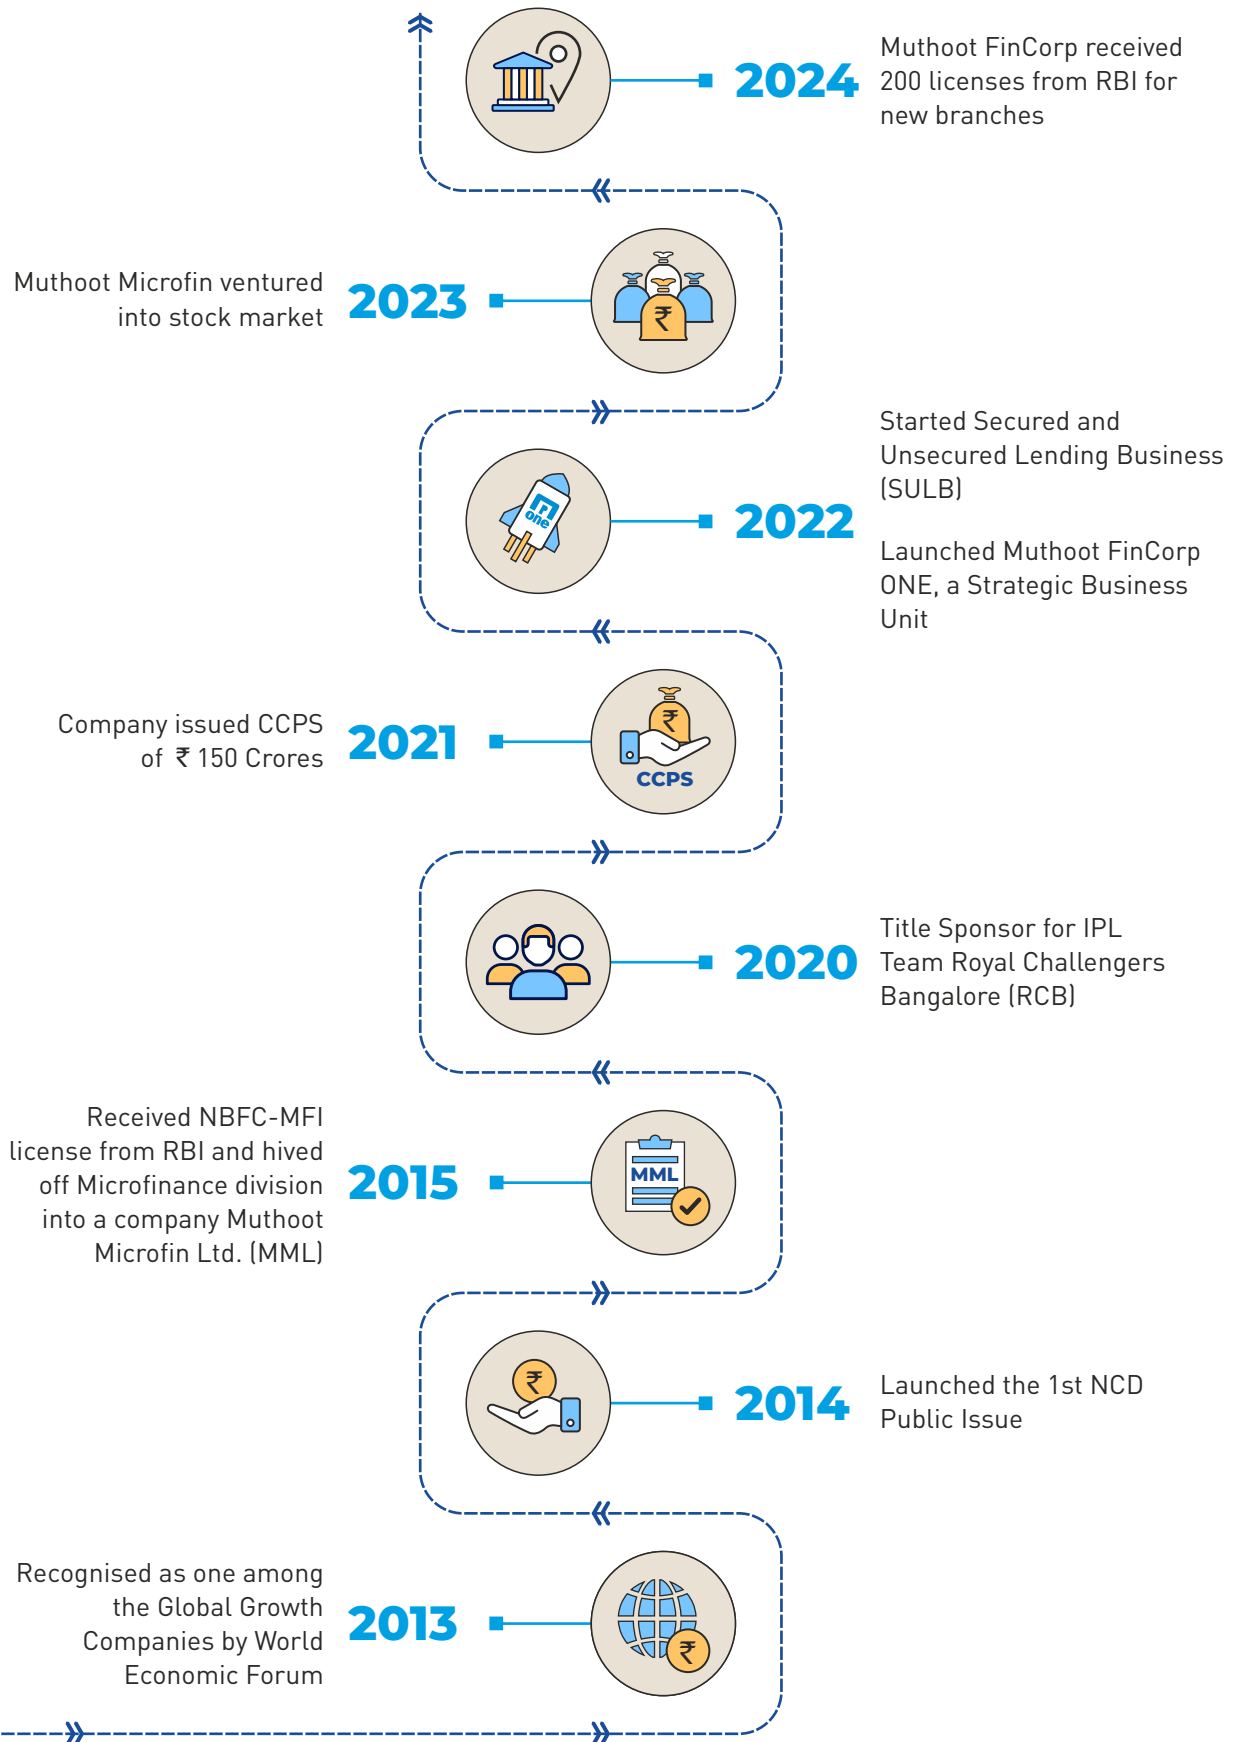 2024
Muthoot FinCorp received
200 licenses from RBI for
new branches
Muthoot Microfin ventured
into stock market
2023
₹
Started Secured and
Unsecured Lending Business
(SULB)
2022
Launched Muthoot FinCorp
ONE, a Strategic Business
Unit
one
Company issued CCPS
of ₹ 150 Crores
2021
₹
CCPS
2020
Title Sponsor for IPL
Team Royal Challengers
Bangalore (RCB)
Received NBFC-MFI
license from RBI and hived
off Microfinance division
into a company Muthoot
Microfin Ltd. (MML)
2015
MML
₹
2014
Launched the 1st NCD
Public Issue
Recognised as one among
the Global Growth
Companies by World
Economic Forum
2013
₹